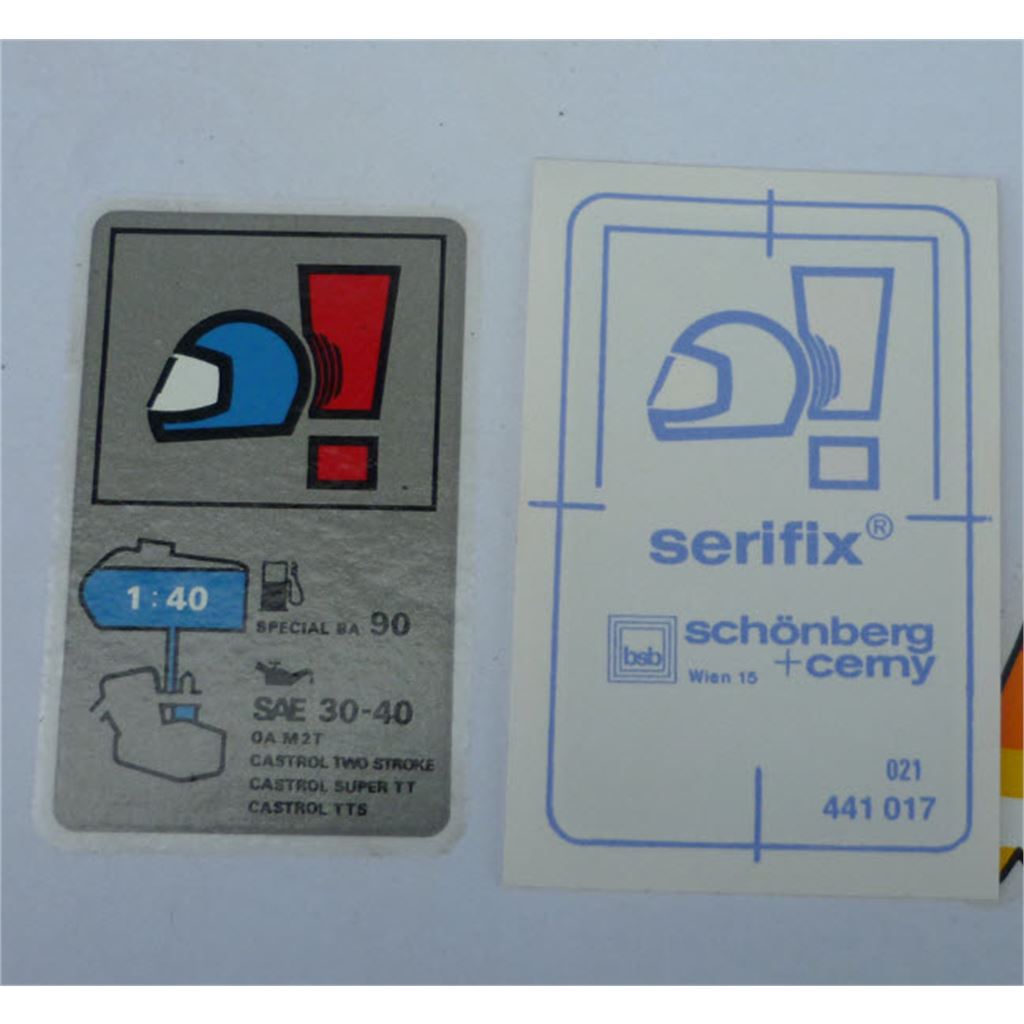 1:40
SPECIAL BA 90
SAE 30-40
OA M2T
CASTROL TWO STROKE
CASTROL SUPER TT
CASTROL TTS
serifix®
bsb
schönberg
+cerny
Wien 15
021
441 017